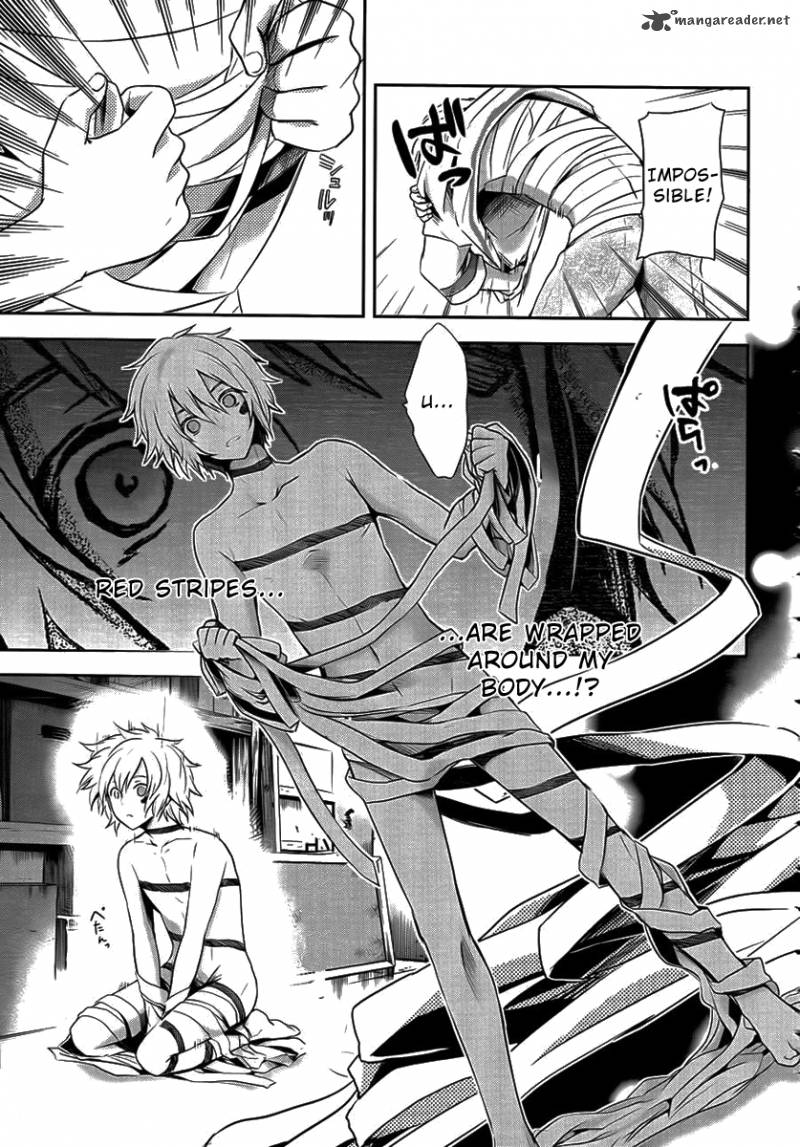 mangareader.net
IMPOS-
SIBLE!
ばっ
シュルッ
U...
ぱらっ
RED STRIPES...
...ARE WRAPPED
AROUND MY
BODY...!?
ぺたんっ